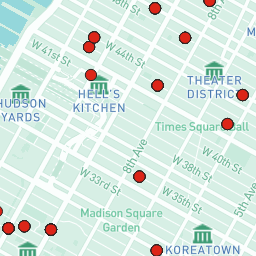 8th
W 41st St
W 44th St
HELL'S
KITCHEN
THEATER
DISTRICT
HUDSON
YARDS
Times Square Ball
8th Ave
W 40th St
W 38th St
W 33rd St
W 35th St
5th Ave
Madison Square
Garden
KOREATOWN